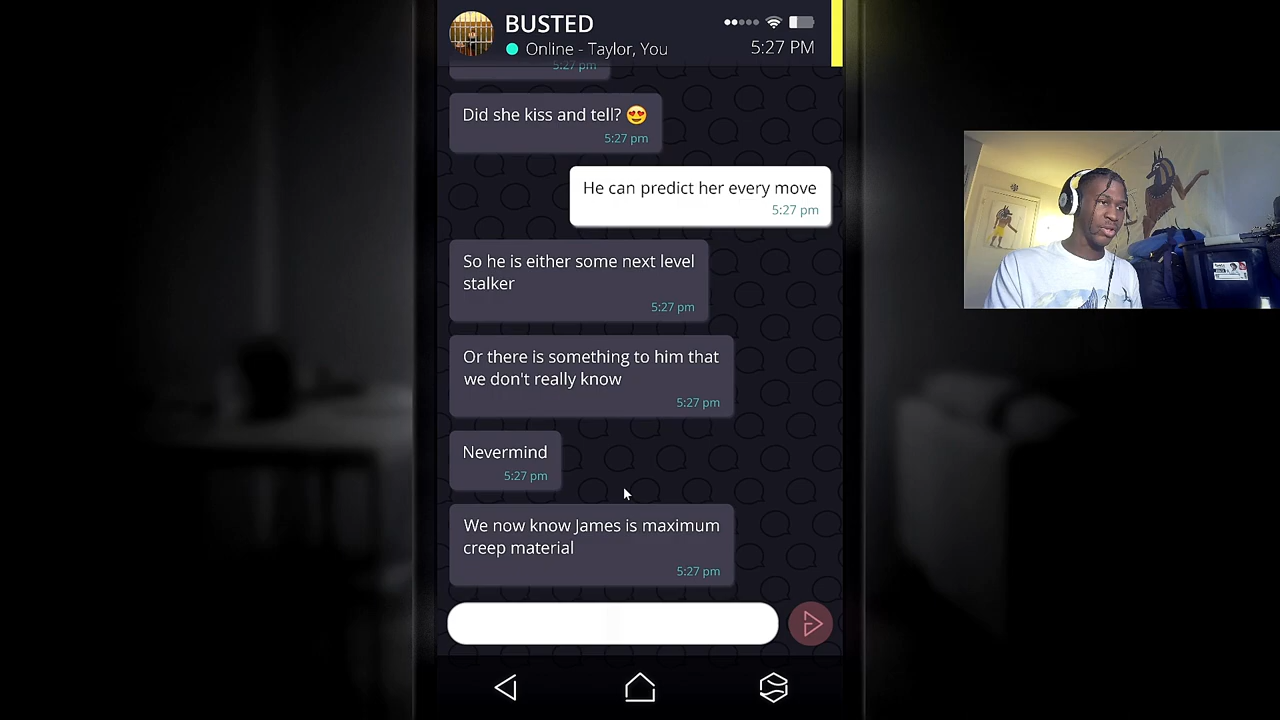 BUSTED
Online - Taylor, You
5:27 PM
5:27 pm
Did she kiss and tell? 😍
5:27 pm
He can predict her every move
5:27 pm
So he is either some next level
stalker
5:27 pm
Or there is something to him that
we don't really know
5:27 pm
Nevermind
5:27 pm
We now know James is maximum
creep material
5:27 pm